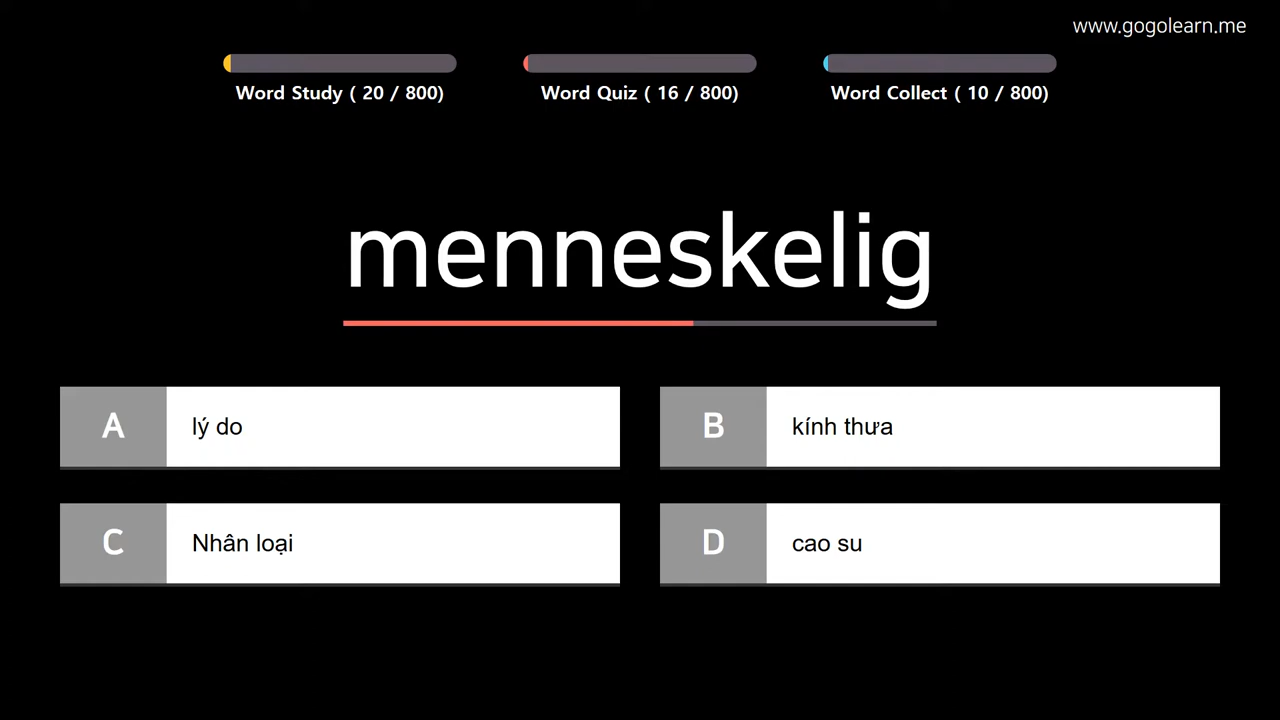 www.gogolearn.me
Word Study ( 20 / 800)
Word Quiz ( 16 / 800)
Word Collect ( 10 / 800)
menneskelig
A lý do
B kính thưa
C Nhân loại
D cao su